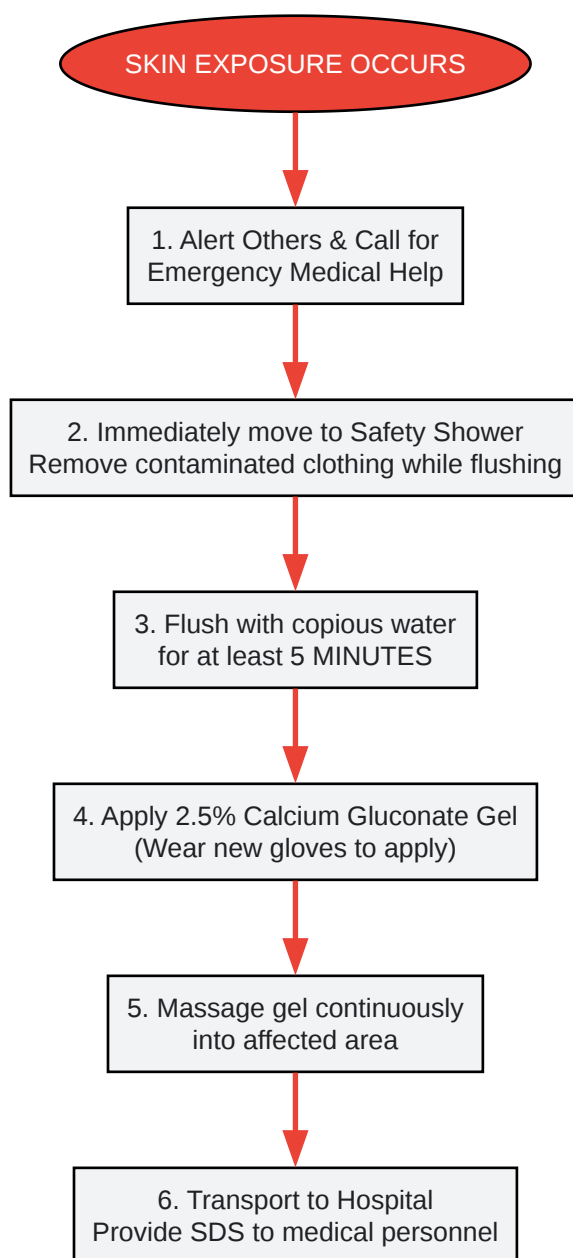 SKIN EXPOSURE OCCURS
1. Alert Others & Call for
Emergency Medical Help
2. Immediately move to Safety Shower
Remove contaminated clothing while flushing
3. Flush with copious water
for at least 5 MINUTES
4. Apply 2.5% Calcium Gluconate Gel
(Wear new gloves to apply)
5. Massage gel continuously
into affected area
6. Transport to Hospital
Provide SDS to medical personnel